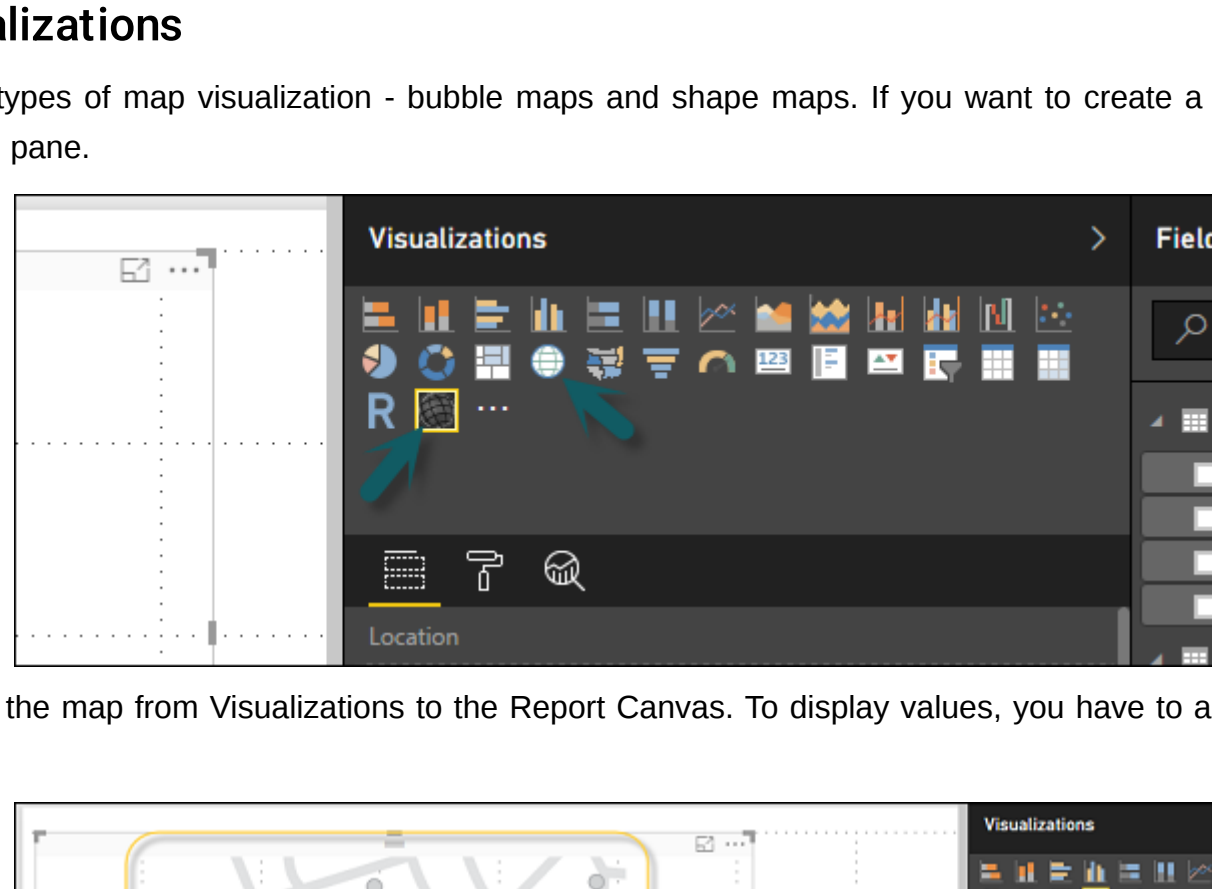 alizations
types of map visualization - bubble maps and shape maps. If you want to create a
pane.
Visualizations
Field
123
R
Location
the map from Visualizations to the Report Canvas. To display values, you have to a
Visualizations